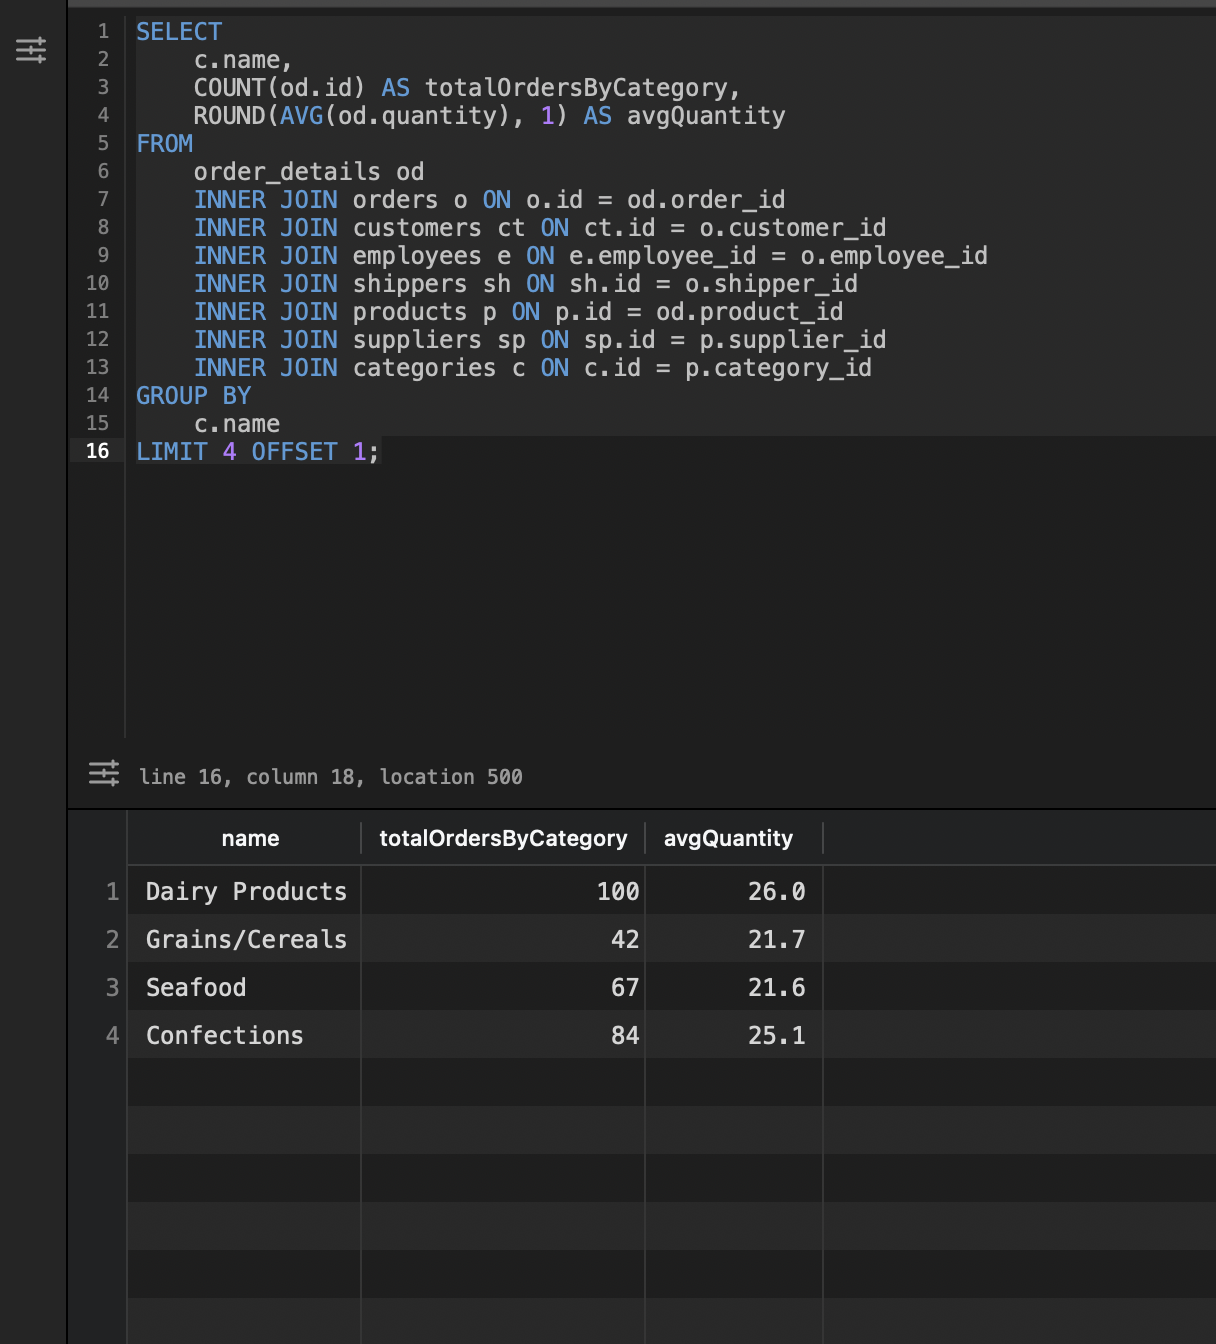 1 SELECT
2 c.name,
3 COUNT(od.id) AS totalOrdersByCategory,
4 ROUND(AVG(od.quantity), 1) AS avgQuantity
5 FROM
6 order_details od
7 INNER JOIN orders o ON o.id = od.order_id
8 INNER JOIN customers ct ON ct.id = o.customer_id
9 INNER JOIN employees e ON e.employee_id = o.employee_id
10 INNER JOIN shippers sh ON sh.id = o.shipper_id
11 INNER JOIN products p ON p.id = od.product_id
12 INNER JOIN suppliers sp ON sp.id = p.supplier_id
13 INNER JOIN categories c ON c.id = p.category_id
14 GROUP BY
15 c.name
16 LIMIT 4 OFFSET 1;
line 16, column 18, location 500
name totalOrdersByCategory avgQuantity
1 Dairy Products 100 26.0
2 Grains/Cereals 42 21.7
3 Seafood 67 21.6
4 Confections 84 25.1